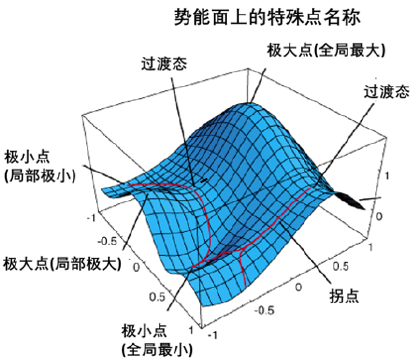 势能面上的特殊点名称
极大点(全局最大)
过渡态
过渡态
极小点
(局部极小)
极大点(局部极大)
极小点
(全局最小)
拐点
-1
-0.5
0
0.5
1
-1
-0.5
0
0.5
1
0
1